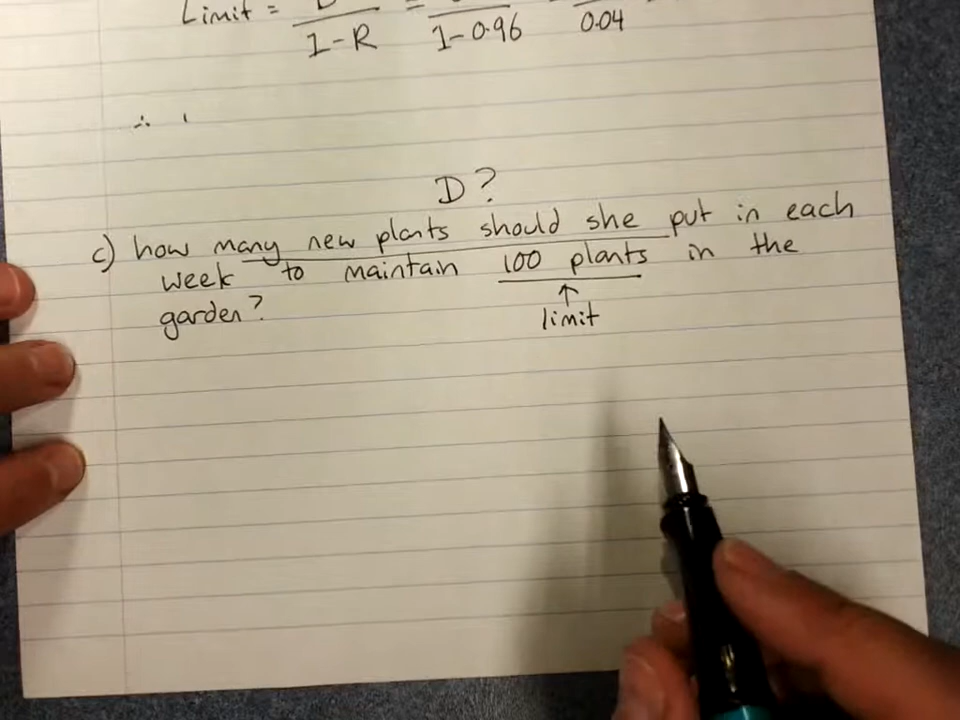 Limit = D/1-R = /1-0.96 /0.04
∴ 
D?
c) how many new plants should she put in each
week to maintain 100 plants in the
garden?
↑
limit